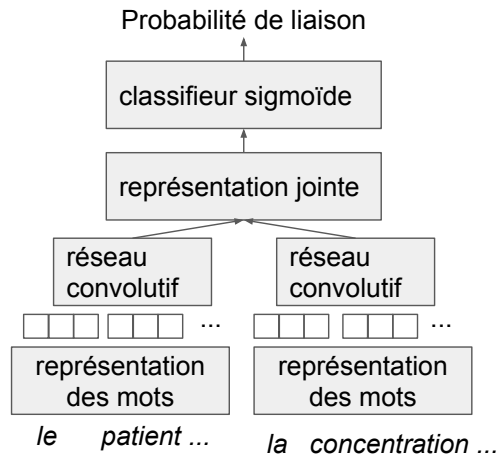 Probabilité de liaison
classifieur sigmoïde
représentation jointe
réseau
convolutif
réseau
convolutif
...
...
représentation
des mots
représentation
des mots
le patient ...
la concentration ...